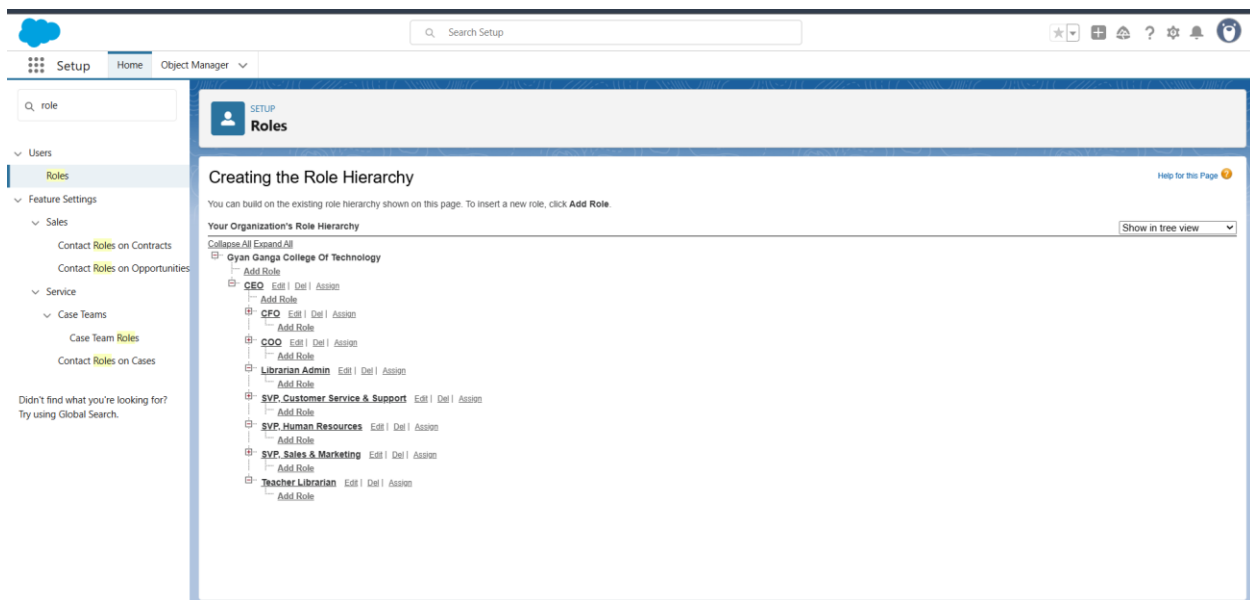 Search Setup
Setup
Home
Object Manager
role
Users
Roles
Feature Settings
Sales
Contact Roles on Contracts
Contact Roles on Opportunities
Service
Case Teams
Case Team Roles
Contact Roles on Cases
Didn't find what you're looking for?
Try using Global Search.
SETUP
Roles
Creating the Role Hierarchy
Help for this Page
You can build on the existing role hierarchy shown on this page. To insert a new role, click Add Role.
Your Organization's Role Hierarchy
Show in tree view
Collapse All Expand All
Gyan Ganga College Of Technology
Add Role
CEO Edit | Del | Assign
Add Role
CFO Edit | Del | Assign
Add Role
COO Edit | Del | Assign
Add Role
Librarian Admin Edit | Del | Assign
Add Role
SVP, Customer Service & Support Edit | Del | Assign
Add Role
SVP, Human Resources Edit | Del | Assign
Add Role
SVP, Sales & Marketing Edit | Del | Assign
Add Role
Teacher Librarian Edit | Del | Assign
Add Role